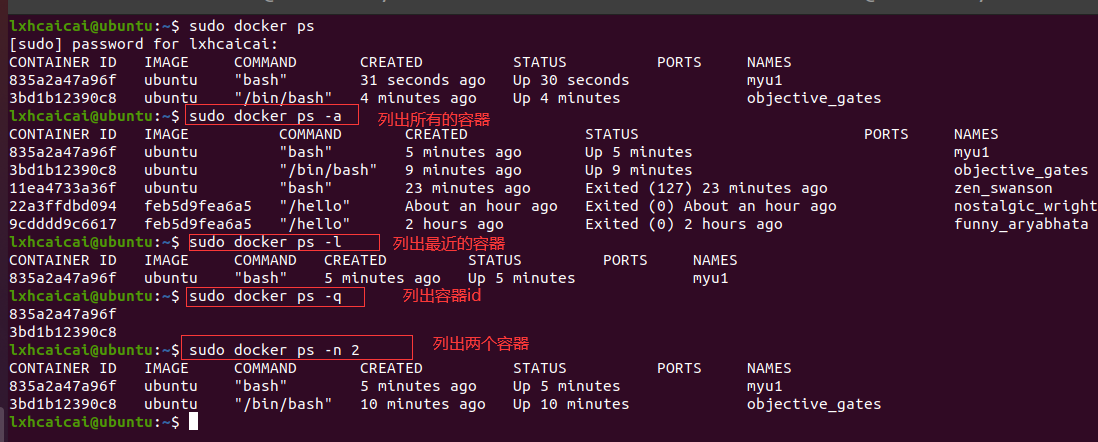 lxhcaicai@ubuntu:~$ sudo docker ps
[sudo] password for lxhcaicai:
CONTAINER ID IMAGE COMMAND CREATED STATUS PORTS NAMES
835a2a47a96f ubuntu "bash" 31 seconds ago Up 30 seconds myu1
3bd1b12390c8 ubuntu "/bin/bash" 4 minutes ago Up 4 minutes objective_gates
lxhcaicai@ubuntu:~$ sudo docker ps -a 列出所有的容器
CONTAINER ID IMAGE COMMAND CREATED STATUS PORTS NAMES
835a2a47a96f ubuntu "bash" 5 minutes ago Up 5 minutes myu1
3bd1b12390c8 ubuntu "/bin/bash" 9 minutes ago Up 9 minutes objective_gates
11ea4733a36f ubuntu "bash" 23 minutes ago Exited (127) 23 minutes ago zen_swanson
22a3ffdbd094 feb5d9fea6a5 "/hello" About an hour ago Exited (0) About an hour ago nostalgic_wright
9cdddd9c6617 feb5d9fea6a5 "/hello" 2 hours ago Exited (0) 2 hours ago funny_aryabhata
lxhcaicai@ubuntu:~$ sudo docker ps -l 列出最近的容器
CONTAINER ID IMAGE COMMAND CREATED STATUS PORTS NAMES
835a2a47a96f ubuntu "bash" 5 minutes ago Up 5 minutes myu1
lxhcaicai@ubuntu:~$ sudo docker ps -q 列出容器id
835a2a47a96f
3bd1b12390c8
lxhcaicai@ubuntu:~$ sudo docker ps -n 2 列出两个容器
CONTAINER ID IMAGE COMMAND CREATED STATUS PORTS NAMES
835a2a47a96f ubuntu "bash" 5 minutes ago Up 5 minutes myu1
3bd1b12390c8 ubuntu "/bin/bash" 10 minutes ago Up 10 minutes objective_gates
lxhcaicai@ubuntu:~$